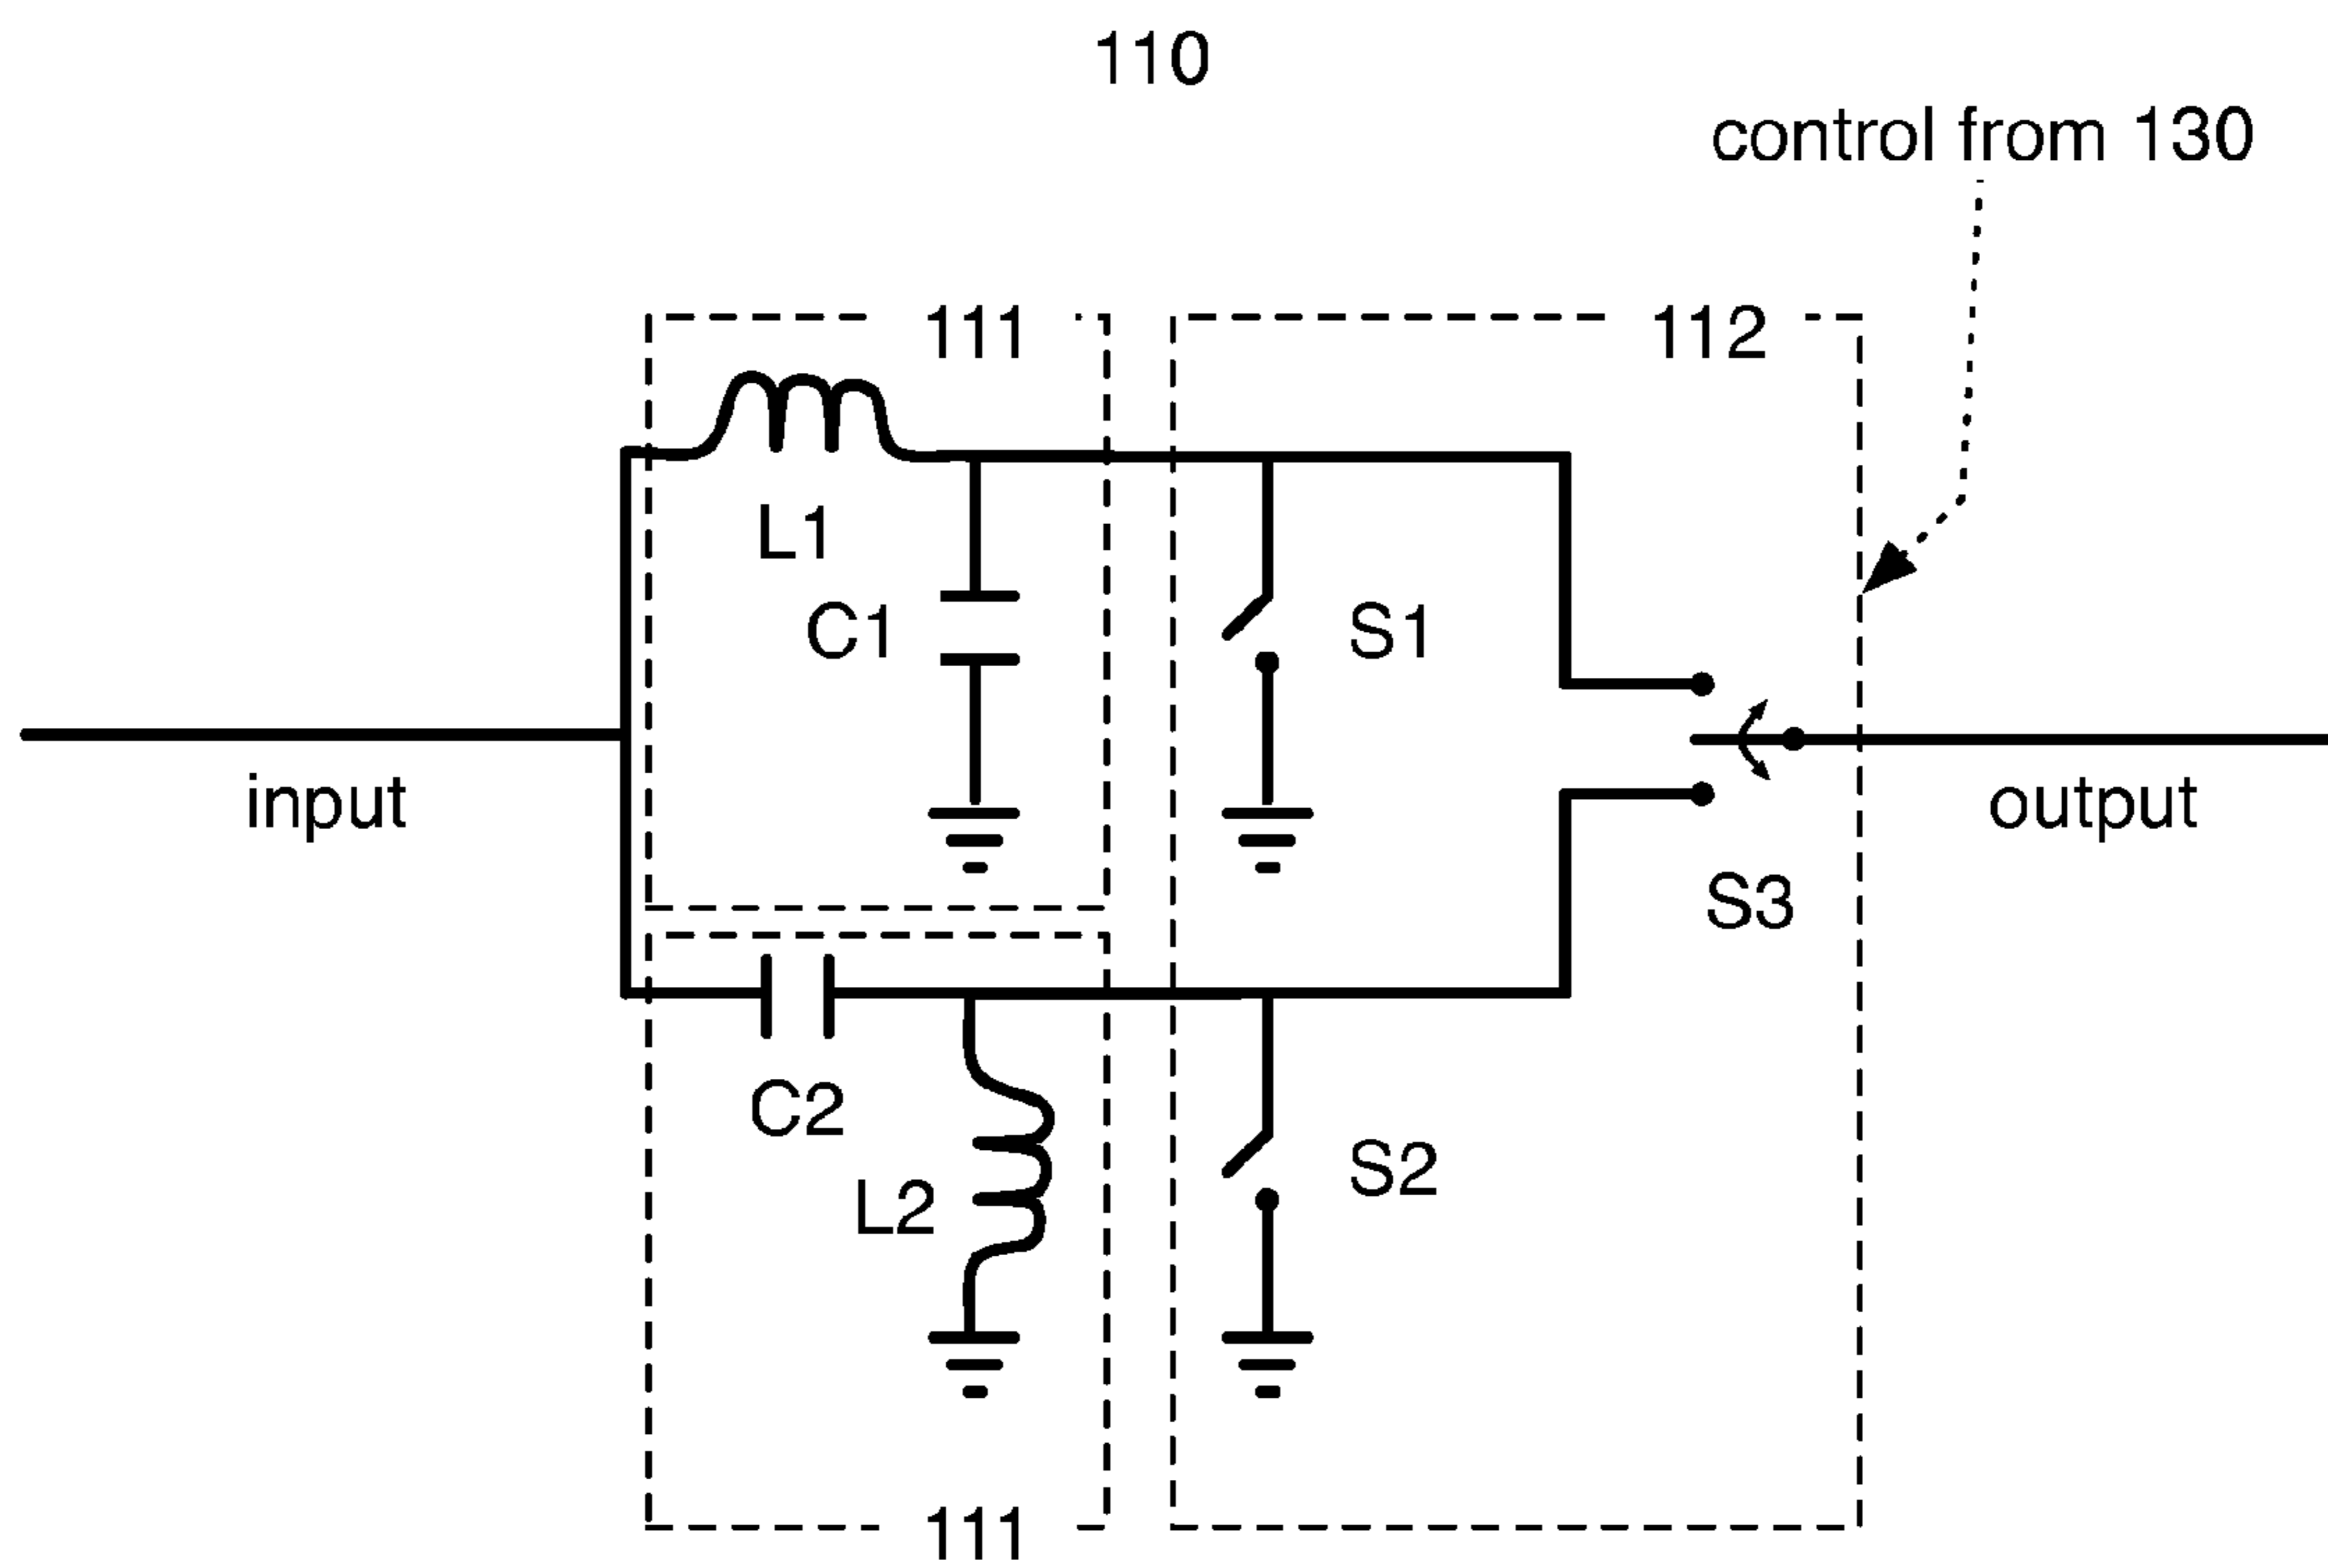 110
control from 130
111
112
L1
C1
S1
input
output
S3
C2
S2
L2
111